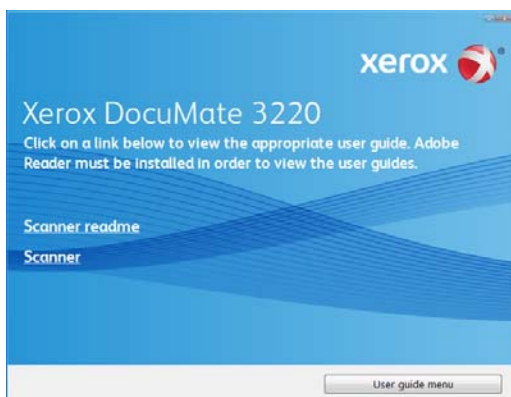 xerox
Xerox DocuMate 3220
Click on a link below to view the appropriate user guide. Adobe
Reader must be installed in order to view the user guides.
Scanner readme
Scanner
User guide menu